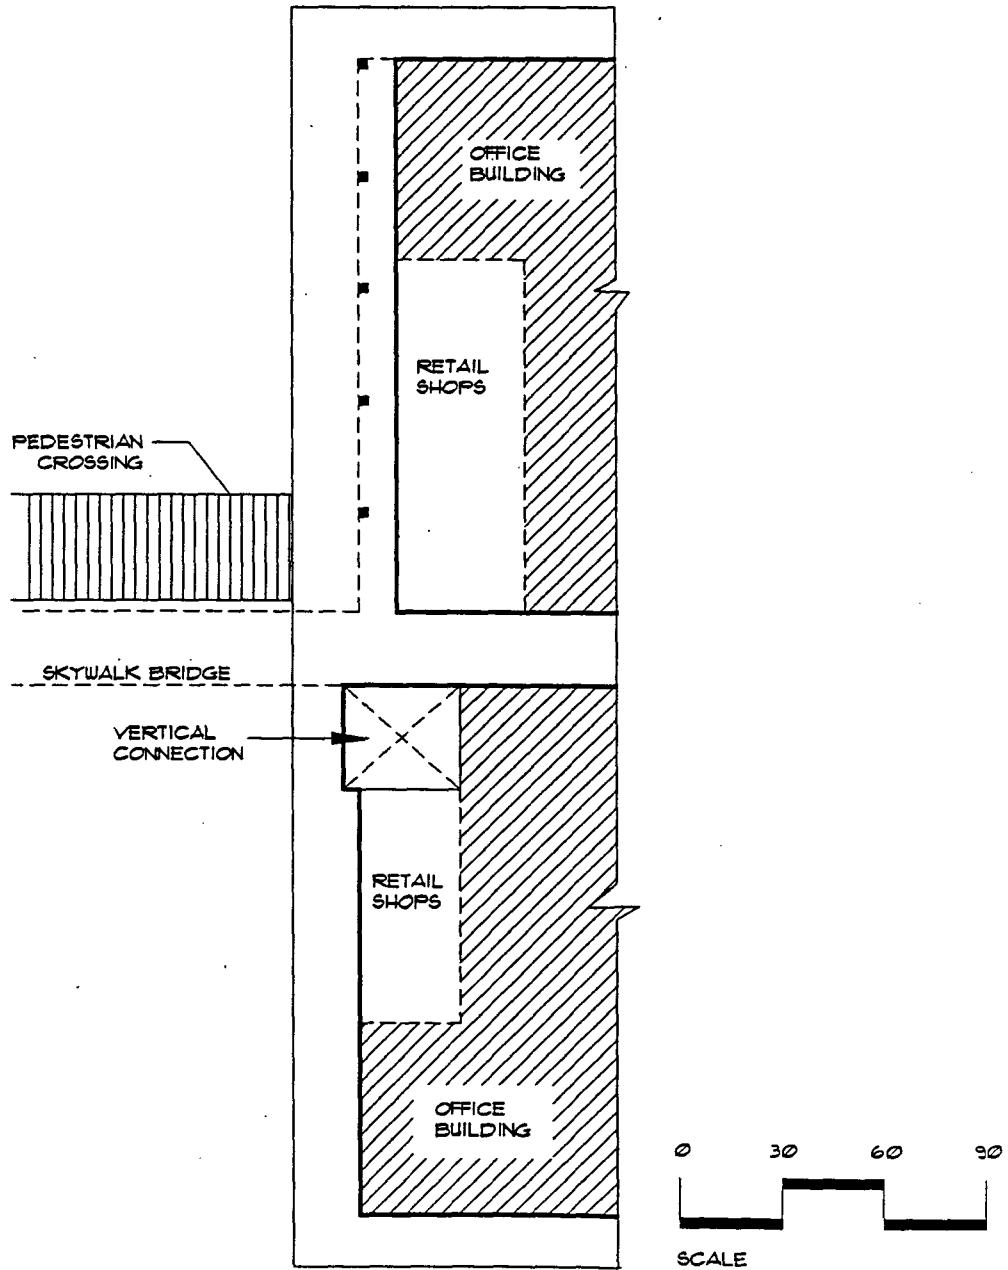 OFFICE
BUILDING
RETAIL
SHOPS
PEDESTRIAN
CROSSING
SKYWALK BRIDGE
VERTICAL
CONNECTION
RETAIL
SHOPS
OFFICE
BUILDING
0 30 60 90
SCALE